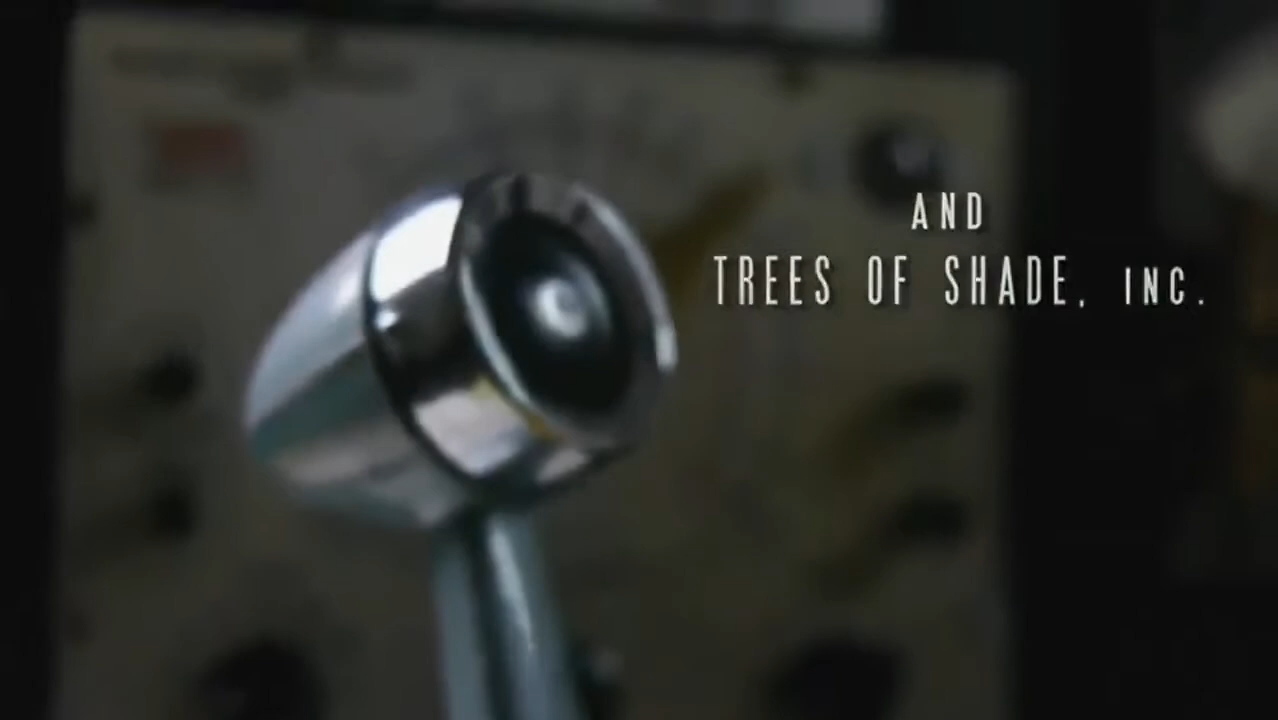 AND
TREES OF SHADE, INC.